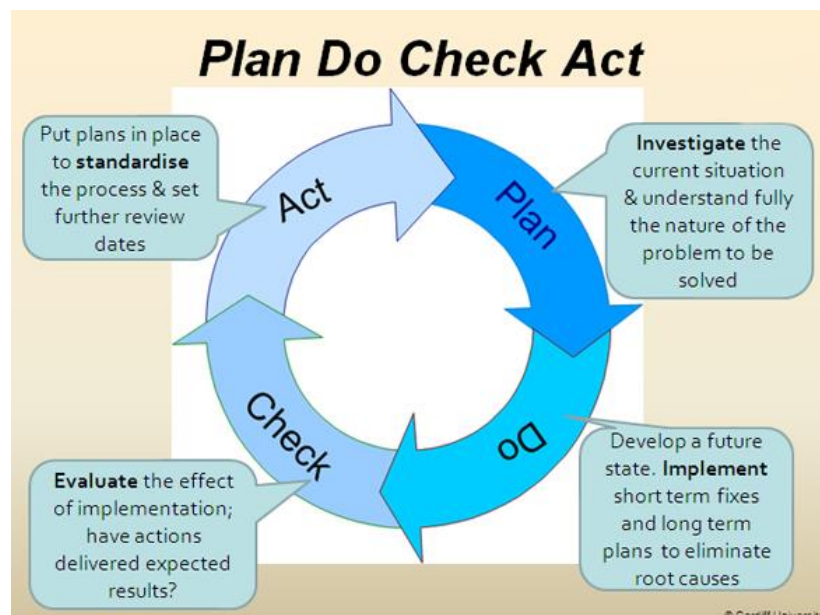 Plan Do Check Act
Put plans in place
to standardise
the process & set
further review
dates
Act
Plan
Investigate the
current situation
& understand fully
the nature of the
problem to be
solved
Check
Do
Evaluate the effect
of implementation;
have actions
delivered expected
results?
Develop a future
state. Implement
short term fixes
and long term
plans to eliminate
root causes
© Cardiff Universit